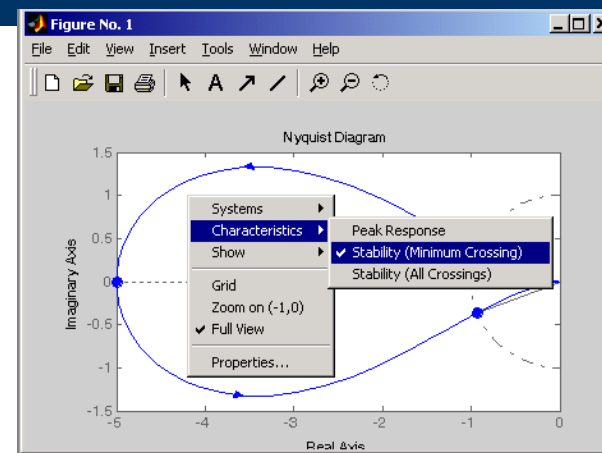 Figure No. 1
File Edit View Insert Tools Window Help
A
Nyquist Diagram
1.5
1
0.5
0
-0.5
-1
-1.5
Imaginary Axis
-5 -4 -3 -2 -1 0
Real Axis
Systems
Characteristics
Show
Grid
Zoom on (-1,0)
Full View
Properties...
Peak Response
Stability (Minimum Crossing)
Stability (All Crossings)